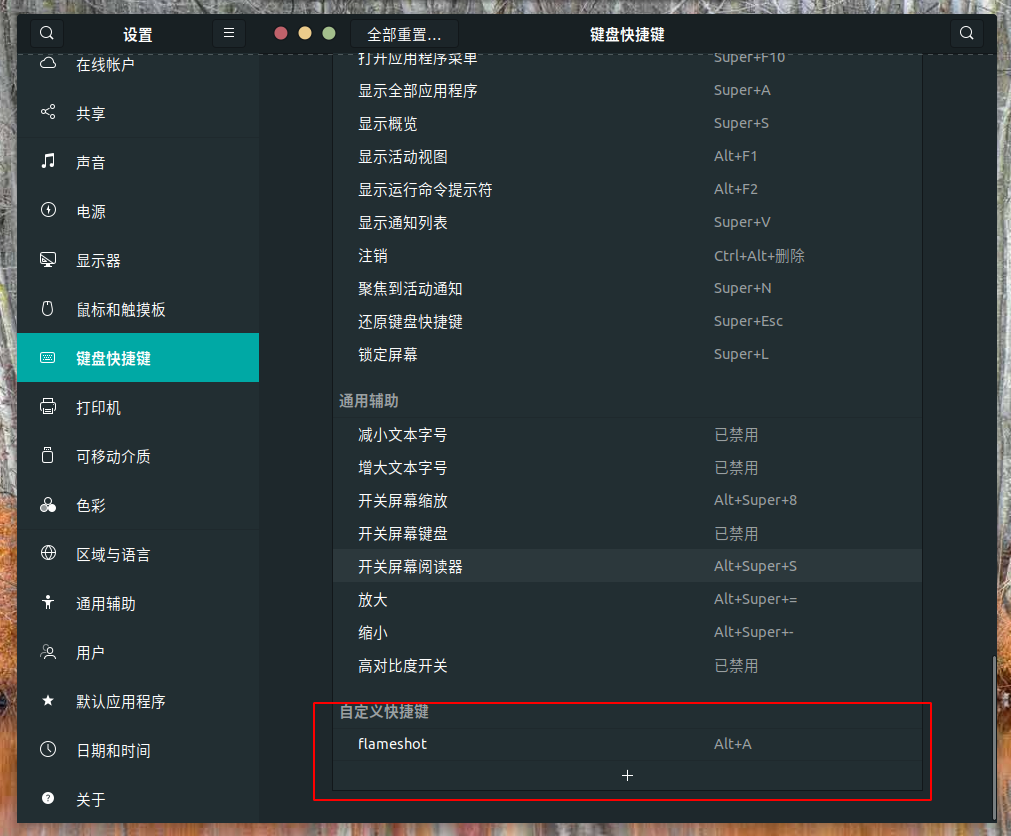 设置
全部重置…
键盘快捷键
在线帐户
共享
声音
电源
显示器
鼠标和触摸板
键盘快捷键
打印机
可移动介质
色彩
区域与语言
通用辅助
用户
默认应用程序
日期和时间
关于
打开应用程序菜单 Super+F10
显示全部应用程序 Super+A
显示概览 Super+S
显示活动视图 Alt+F1
显示运行命令提示符 Alt+F2
显示通知列表 Super+V
注销 Ctrl+Alt+删除
聚焦到活动通知 Super+N
还原键盘快捷键 Super+Esc
锁定屏幕 Super+L
通用辅助
减小文本字号 已禁用
增大文本字号 已禁用
开关屏幕缩放 Alt+Super+8
开关屏幕键盘 已禁用
开关屏幕阅读器 Alt+Super+S
放大 Alt+Super+=
缩小 Alt+Super+-
高对比度开关 已禁用
自定义快捷键
flameshot Alt+A
+